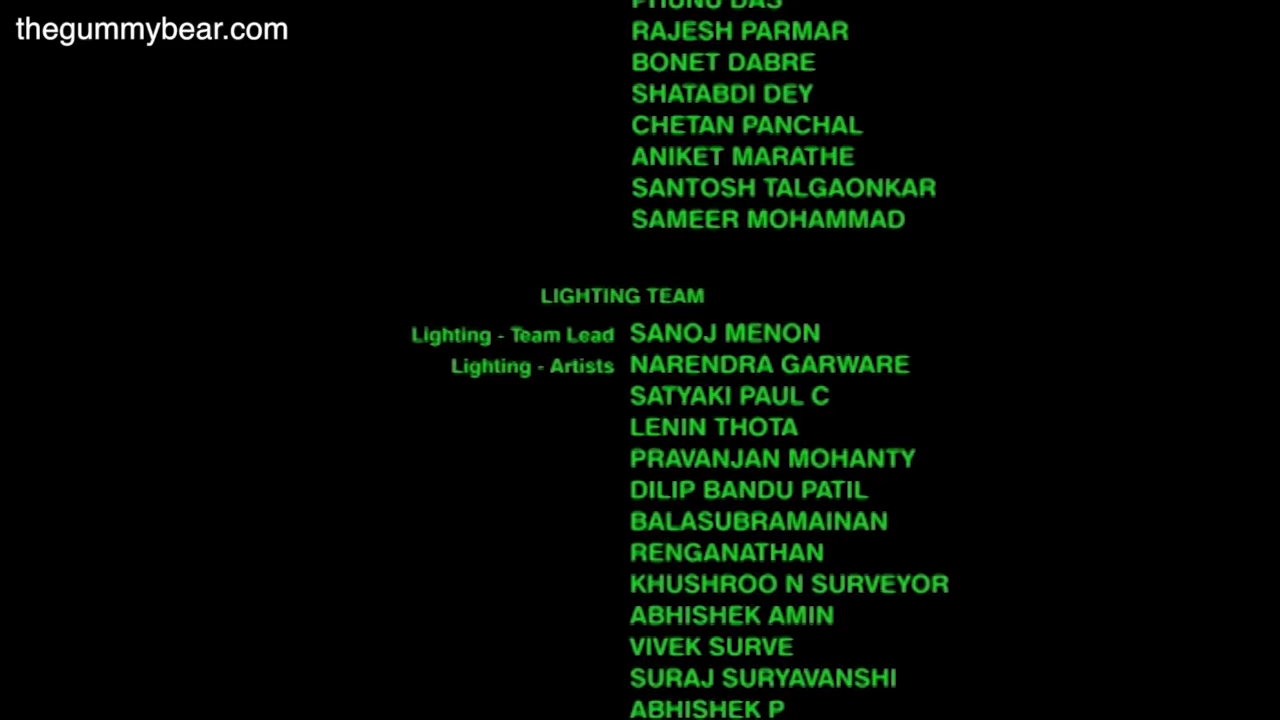 thegummybear.com
PHUNU DAS
RAJESH PARMAR
BONET DABRE
SHATABDI DEY
CHETAN PANCHAL
ANIKET MARATHE
SANTOSH TALGAONKAR
SAMEER MOHAMMAD
LIGHTING TEAM
Lighting - Team Lead SANOJ MENON
Lighting - Artists NARENDRA GARWARE
SATYAKI PAUL C
LENIN THOTA
PRAVANJAN MOHANTY
DILIP BANDU PATIL
BALASUBRAMAINAN
RENGANATHAN
KHUSHROO N SURVEYOR
ABHISHEK AMIN
VIVEK SURVE
SURAJ SURYAVANSHI
ABHISHEK P